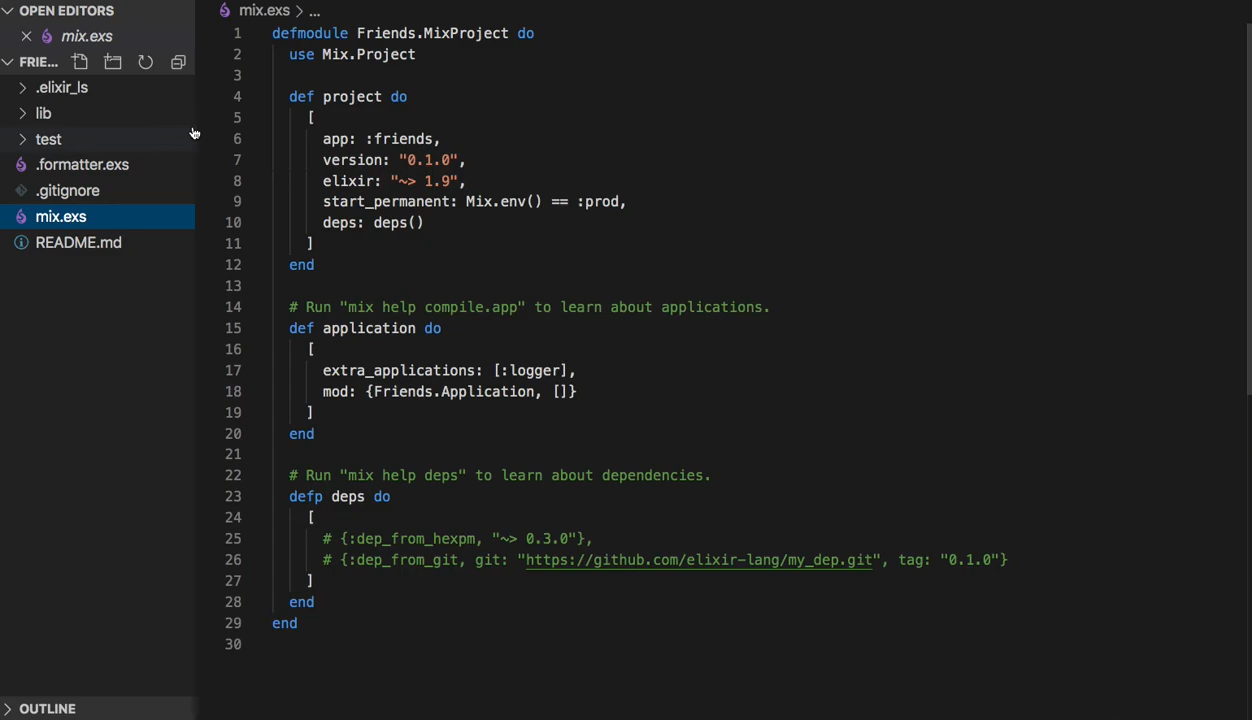 OPEN EDITORS
mix.exs
FRIE...
.elixir_ls
lib
test
.formatter.exs
.gitignore
mix.exs
README.md
OUTLINE
mix.exs > ...
1 defmodule Friends.MixProject do
2 use Mix.Project
3
4 def project do
5 [
6 app: :friends,
7 version: "0.1.0",
8 elixir: "~> 1.9",
9 start_permanent: Mix.env() == :prod,
10 deps: deps()
11 ]
12 end
13
14 # Run "mix help compile.app" to learn about applications.
15 def application do
16 [
17 extra_applications: [:logger],
18 mod: {Friends.Application, []}
19 ]
20 end
21
22 # Run "mix help deps" to learn about dependencies.
23 defp deps do
24 [
25 # {:dep_from_hexpm, "~> 0.3.0"},
26 # {:dep_from_git, git: "https://github.com/elixir-lang/my_dep.git", tag: "0.1.0"}
27 ]
28 end
29 end
30